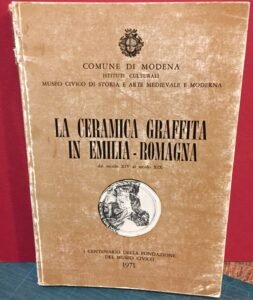 COMUNE DI MODENA
ISTITUTI CULTURALI
MUSEO CIVICO DI STORIA E ARTE MEDIEVALE E MODERNA
LA CERAMICA GRAFFITA
IN EMILIA-ROMAGNA
dal secolo XIV al secolo XIX
I CENTENARIO DELLA FONDAZIONE
DEL MUSEO CIVICO
1971